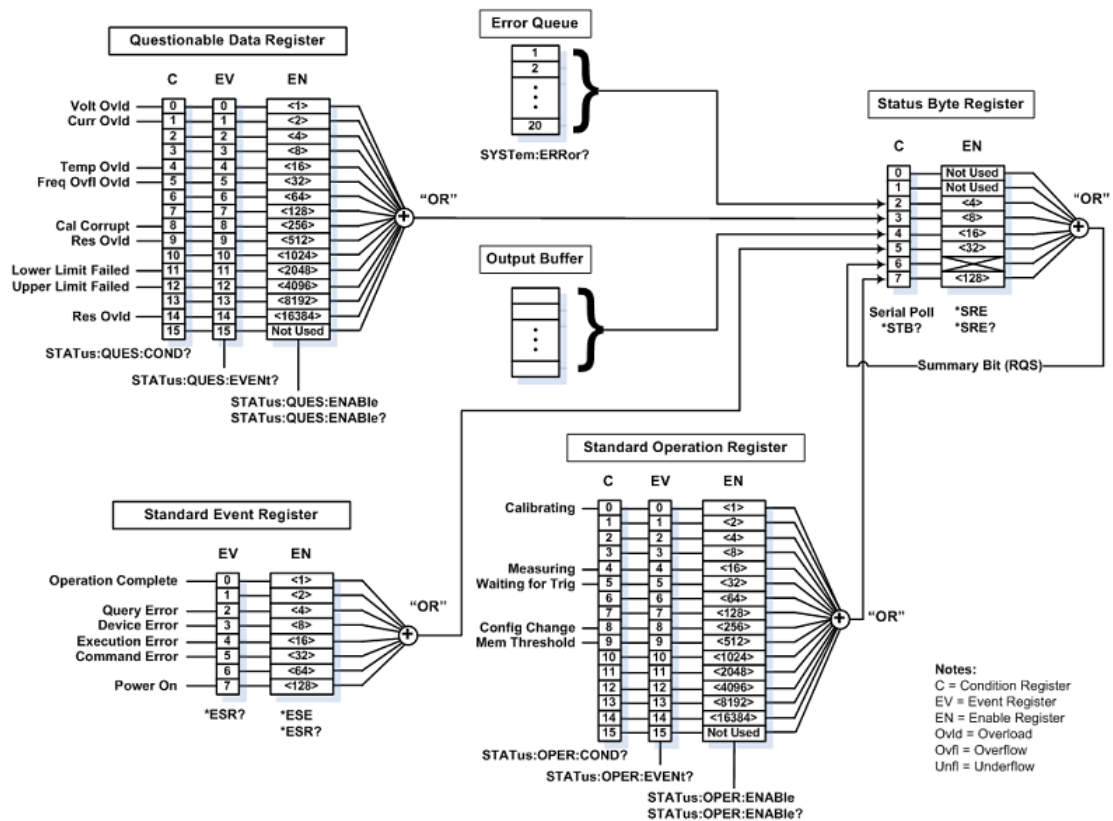 Questionable Data Register
C EV EN
Volt Ovld 0 0 <1>
Curr Ovld 1 1 <2>
2 2 <4>
3 3 <8>
Temp Ovld 4 4 <16>
Freq Ovfl Ovld 5 5 <32>
6 6 <64>
7 7 <128>
Cal Corrupt 8 8 <256>
Res Ovld 9 9 <512>
10 10 <1024>
Lower Limit Failed 11 11 <2048>
Upper Limit Failed 12 12 <4096>
13 13 <8192>
Res Ovld 14 14 <16384>
15 15 Not Used
"OR"
STATus:QUES:COND?
STATus:QUES:EVENt?
STATus:QUES:ENABle
STATus:QUES:ENABle?
Error Queue
1
2
20
SYSTem:ERRor?
Output Buffer
Status Byte Register
C EN
0 Not Used
1 Not Used
2 <4>
3 <8>
4 <16>
5 <32>
6
7 <128>
"OR"
Serial Poll *SRE
*STB? *SRE?
Summary Bit (RQS)
Standard Event Register
EV EN
Operation Complete 0 <1>
1 <2>
Query Error 2 <4>
Device Error 3 <8>
Execution Error 4 <16>
Command Error 5 <32>
6 <64>
Power On 7 <128>
"OR"
*ESR? *ESE
*ESR?
Standard Operation Register
C EV EN
Calibrating 0 0 <1>
1 1 <2>
2 2 <4>
3 3 <8>
Measuring 4 4 <16>
Waiting for Trig 5 5 <32>
6 6 <64>
7 7 <128>
Config Change 8 8 <256>
Mem Threshold 9 9 <512>
10 10 <1024>
11 11 <2048>
12 12 <4096>
13 13 <8192>
14 14 <16384>
15 15 Not Used
"OR"
STATus:OPER:COND?
STATus:OPER:EVENt?
STATus:OPER:ENABle
STATus:OPER:ENABle?
Notes:
C = Condition Register
EV = Event Register
EN = Enable Register
Ovld = Overload
Ovfl = Overflow
Unfl = Underflow